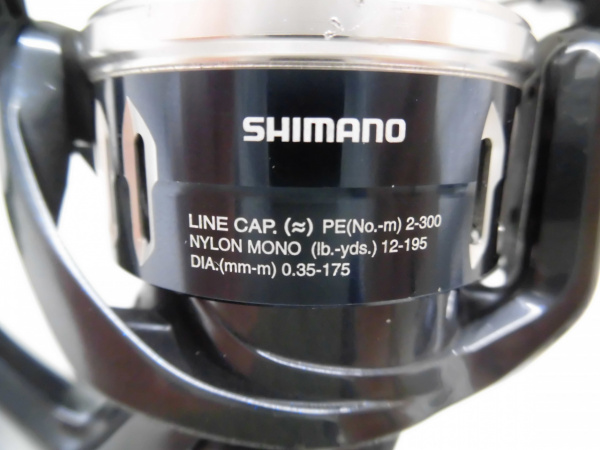 SHIMANO
LINE CAP. (≈) PE(No.-m) 2-300
NYLON MONO (lb.-yds.) 12-195
DIA:(mm-m) 0.35-175